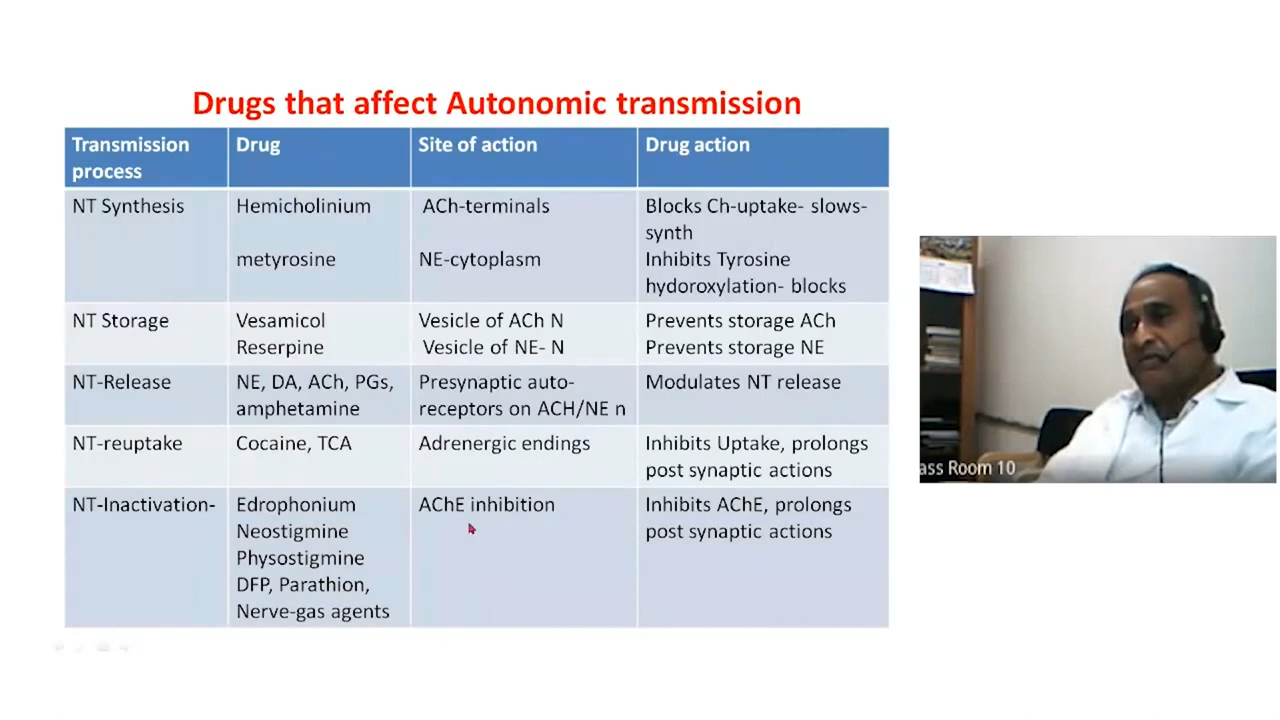 Drugs that affect Autonomic transmission
Transmission process
Drug
Site of action
Drug action
NT Synthesis
Hemicholinium
ACh-terminals
Blocks Ch-uptake- slows-
synth
metyrosine
NE-cytoplasm
Inhibits Tyrosine
hydoroxylation- blocks
NT Storage
Vesamicol
Vesicle of ACh N
Prevents storage ACh
Reserpine
Vesicle of NE- N
Prevents storage NE
NT-Release
NE, DA, ACh, PGs,
amphetamine
Presynaptic auto-
receptors on ACH/NE n
Modulates NT release
NT-reuptake
Cocaine, TCA
Adrenergic endings
Inhibits Uptake, prolongs
post synaptic actions
NT-Inactivation-
Edrophonium
Neostigmine
Physostigmine
DFP, Parathion,
Nerve-gas agents
AChE inhibition
Inhibits AChE, prolongs
post synaptic actions
ass Room 10